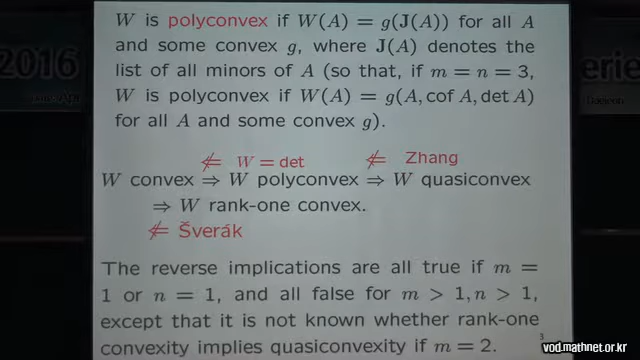 W is polyconvex if W(A) = g(J(A)) for all A
and some convex g, where J(A) denotes the
list of all minors of A (so that, if m = n = 3,
W is polyconvex if W(A) = g(A, cof A, det A)
for all A and some convex g).
⇍ W = det ⇍ Zhang
W convex ⇒ W polyconvex ⇒ W quasiconvex
⇒ W rank-one convex.
⇍ Šverák
The reverse implications are all true if m =
1 or n = 1, and all false for m > 1, n > 1,
except that it is not known whether rank-one
convexity implies quasiconvexity if m = 2.
3
2016
vod.mathnet.or.kr